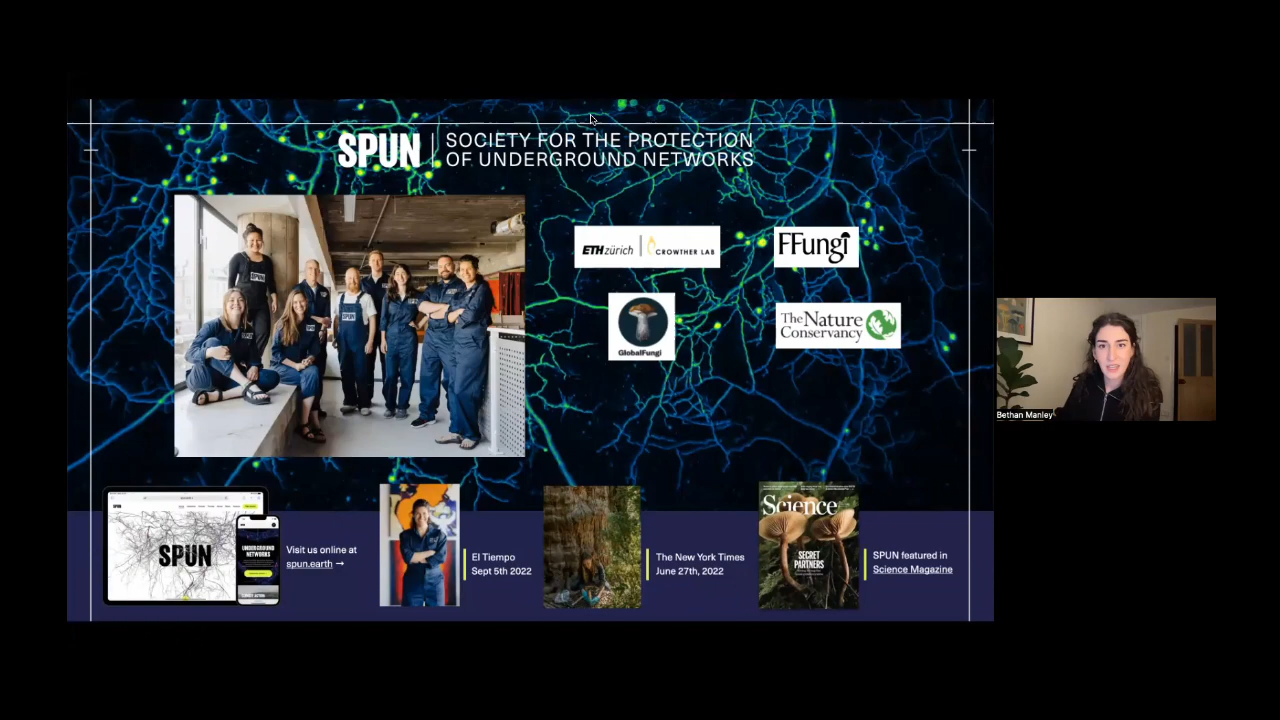 SPUN
SOCIETY FOR THE PROTECTION
OF UNDERGROUND NETWORKS
ETH zürich
CROWTHER LAB
FFungi
GlobalFungi
The Nature
Conservancy
Bethan Manley
SPUN
UNDERGROUND
NETWORKS
Visit us online at
spun.earth →
El Tiempo
Sept 5th 2022
The New York Times
June 27th, 2022
Science
SECRET
PARTNERS
SPUN featured in
Science Magazine